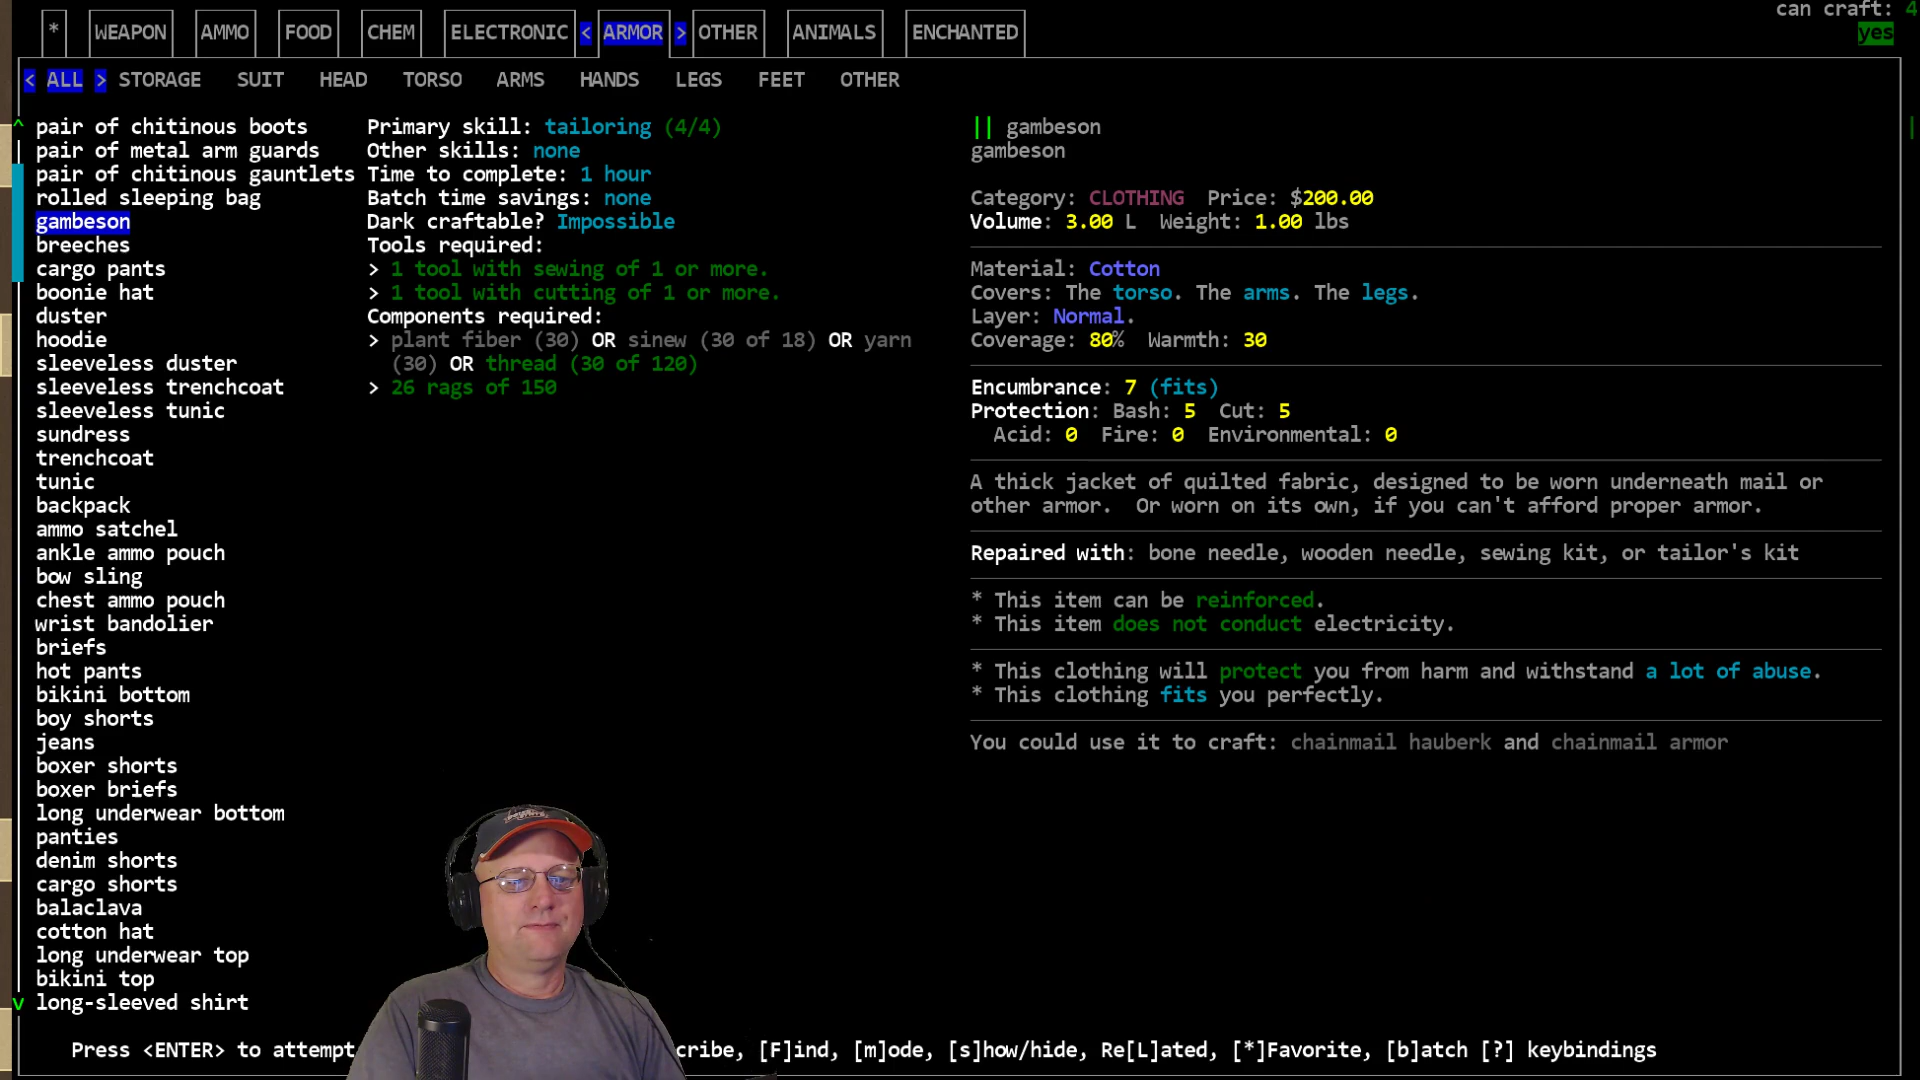 can craft: 4
* WEAPON AMMO FOOD CHEM ELECTRONIC < ARMOR > OTHER ANIMALS ENCHANTED yes
< ALL > STORAGE SUIT HEAD TORSO ARMS HANDS LEGS FEET OTHER
^ pair of chitinous boots
pair of metal arm guards
pair of chitinous gauntlets
rolled sleeping bag
gambeson
breeches
cargo pants
boonie hat
duster
hoodie
sleeveless duster
sleeveless trenchcoat
sleeveless tunic
sundress
trenchcoat
tunic
backpack
ammo satchel
ankle ammo pouch
bow sling
chest ammo pouch
wrist bandolier
briefs
hot pants
bikini bottom
boy shorts
jeans
boxer shorts
boxer briefs
long underwear bottom
panties
denim shorts
cargo shorts
balaclava
cotton hat
long underwear top
bikini top
v long-sleeved shirt
Primary skill: tailoring (4/4)
Other skills: none
Time to complete: 1 hour
Batch time savings: none
Dark craftable? Impossible
Tools required:
> 1 tool with sewing of 1 or more.
> 1 tool with cutting of 1 or more.
Components required:
> plant fiber (30) OR sinew (30 of 18) OR yarn
(30) OR thread (30 of 120)
> 26 rags of 150
|| gambeson
gambeson
Category: CLOTHING Price: $200.00
Volume: 3.00 L Weight: 1.00 lbs
Material: Cotton
Covers: The torso. The arms. The legs.
Layer: Normal.
Coverage: 80% Warmth: 30
Encumbrance: 7 (fits)
Protection: Bash: 5 Cut: 5
Acid: 0 Fire: 0 Environmental: 0
A thick jacket of quilted fabric, designed to be worn underneath mail or
other armor. Or worn on its own, if you can't afford proper armor.
Repaired with: bone needle, wooden needle, sewing kit, or tailor's kit
* This item can be reinforced.
* This item does not conduct electricity.
* This clothing will protect you from harm and withstand a lot of abuse.
* This clothing fits you perfectly.
You could use it to craft: chainmail hauberk and chainmail armor
Press <ENTER> to attempt cribe, [F]ind, [m]ode, [s]how/hide, Re[L]ated, [*]Favorite, [b]atch [?] keybindings